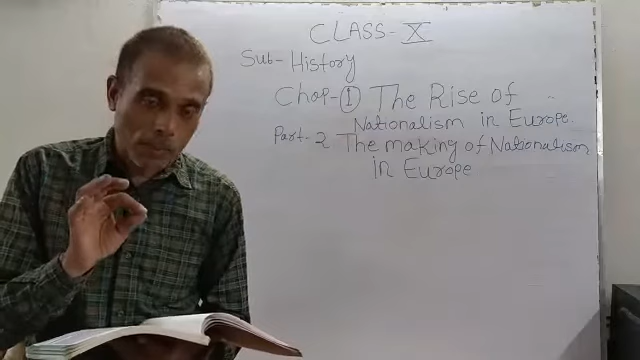 CLASS - X
Sub- History
Chap-① The Rise of
Nationalism in Europe.
Part- 2 The making of Nationalism
in Europe